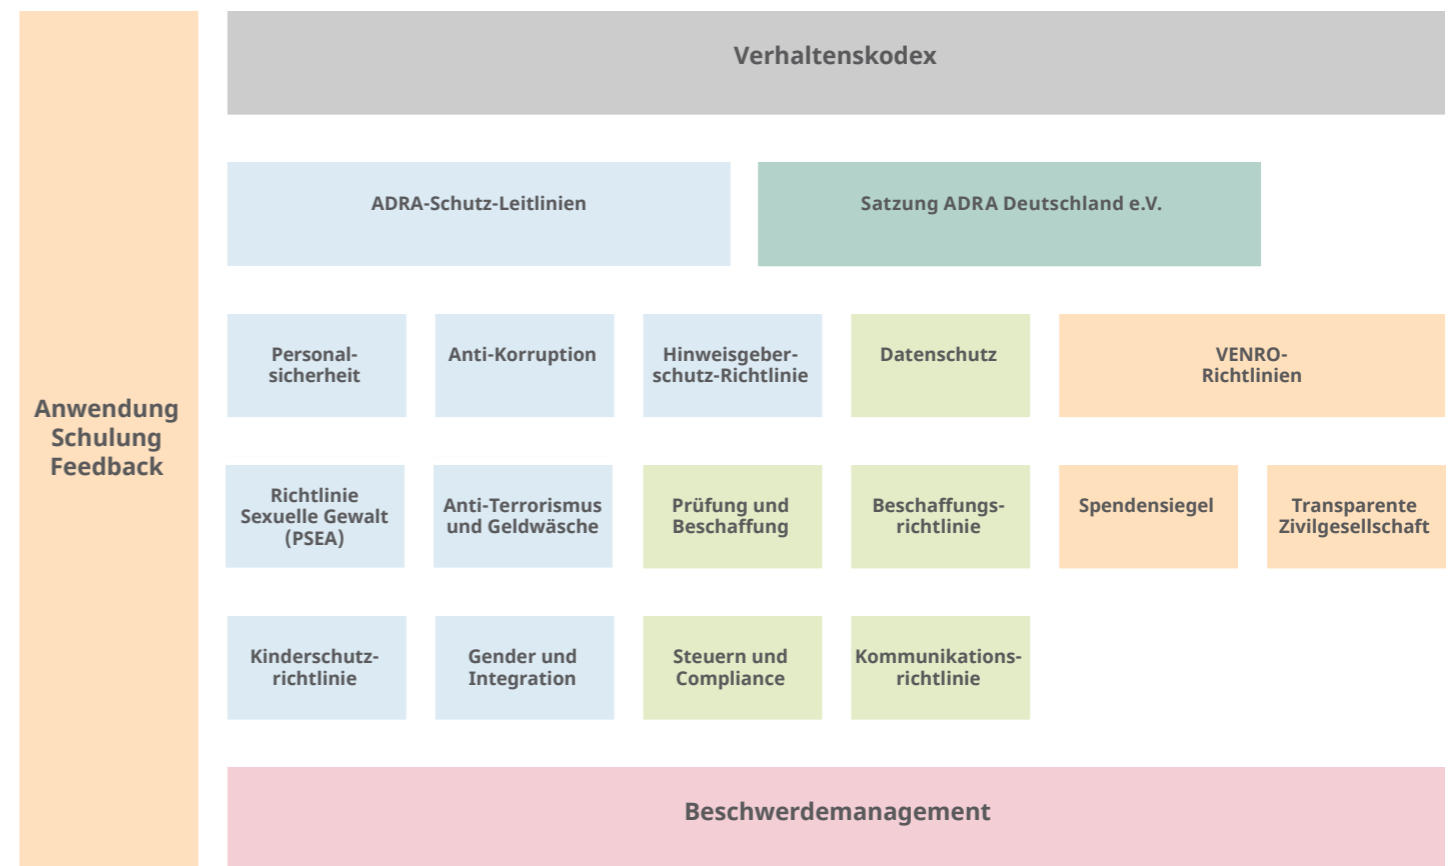 Verhaltenskodex
ADRA-Schutz-Leitlinien
Satzung ADRA Deutschland e.V.
Anwendung
Schulung
Feedback
Personal-
sicherheit
Anti-Korruption
Hinweisgeber-
schutz-Richtlinie
Datenschutz
VENRO-
Richtlinien
Richtlinie
Sexuelle Gewalt
(PSEA)
Anti-Terrorismus
und Geldwäsche
Prüfung und
Beschaffung
Beschaffungs-
richtlinie
Spendensiegel
Transparente
Zivilgesellschaft
Kinderschutz-
richtlinie
Gender und
Integration
Steuern und
Compliance
Kommunikations-
richtlinie
Beschwerdemanagement